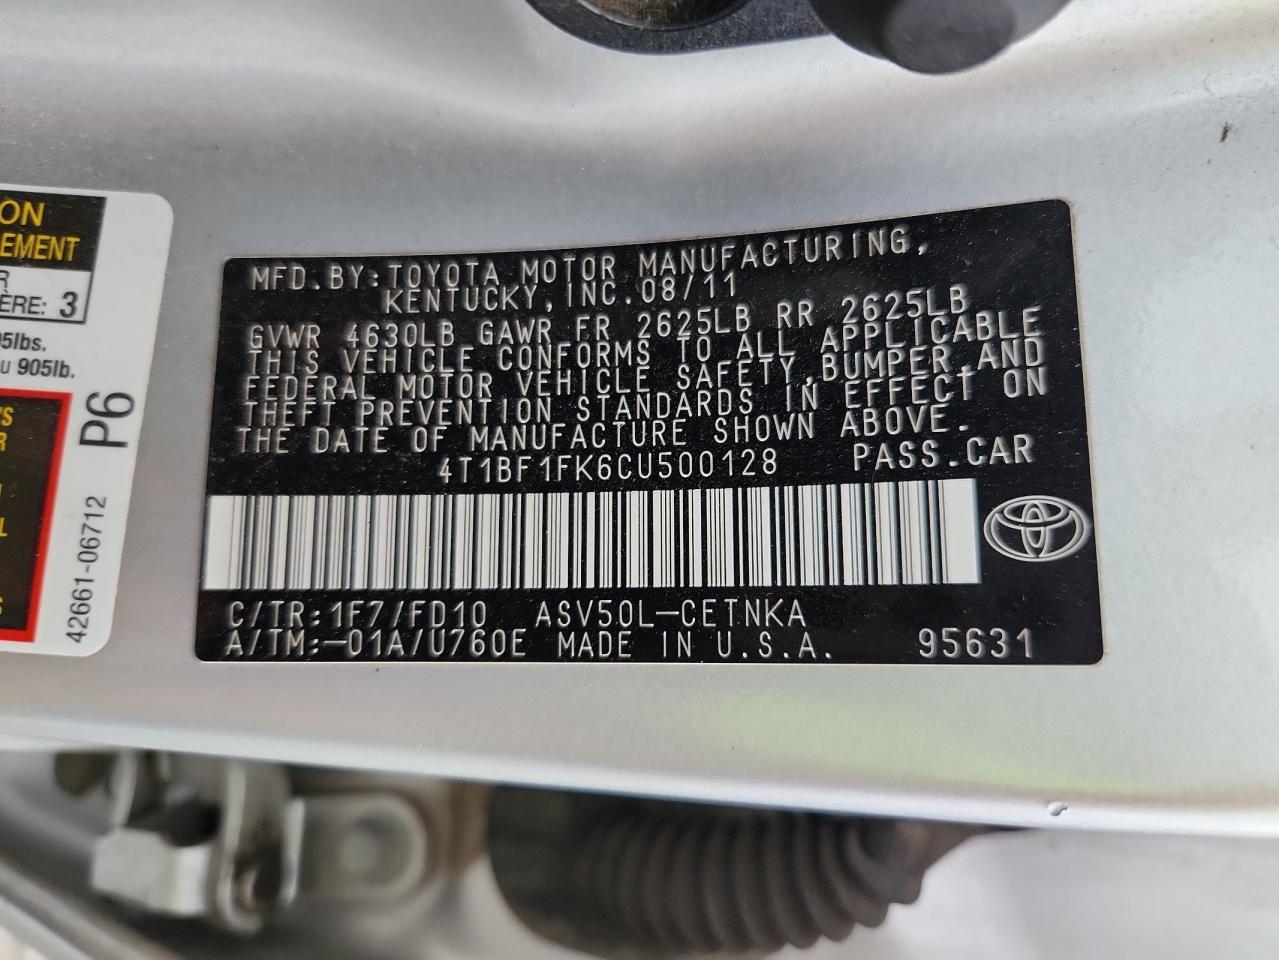 ON
EMENT
R
ÈRE: 3
5lbs.
u 905lb.
'S
R
L
S
P6
42661-06712
MFD.BY:TOYOTA MOTOR MANUFACTURING,
KENTUCKY,INC.08/11
GVWR 4630LB GAWR FR 2625LB RR 2625LB
THIS VEHICLE CONFORMS TO ALL APPLICABLE
FEDERAL MOTOR VEHICLE SAFETY,BUMPER,AND
THEFT PREVENTION STANDARDS IN EFFECT ON
THE DATE OF MANUFACTURE SHOWN ABOVE.
4T1BF1FK6CU500128 PASS.CAR
C/TR:1F7/FD10 ASV50L-CETNKA
A/TM:-01A/U760E MADE IN U.S.A. 95631